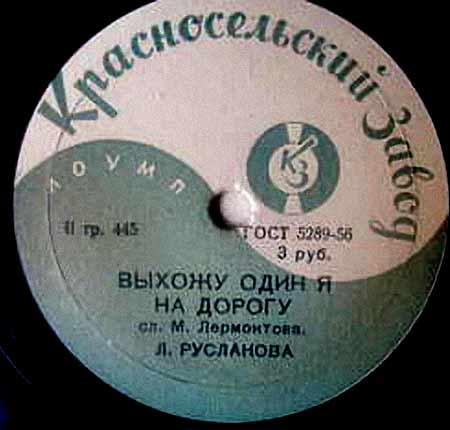 Красносельский Завод
ЛОУМП
КЗ
II гр. 445
ГОСТ 5289-56
3 руб.
ВЫХОЖУ ОДИН Я
НА ДОРОГУ
сл. М. Лермонтова.
Л. РУСЛАНОВА